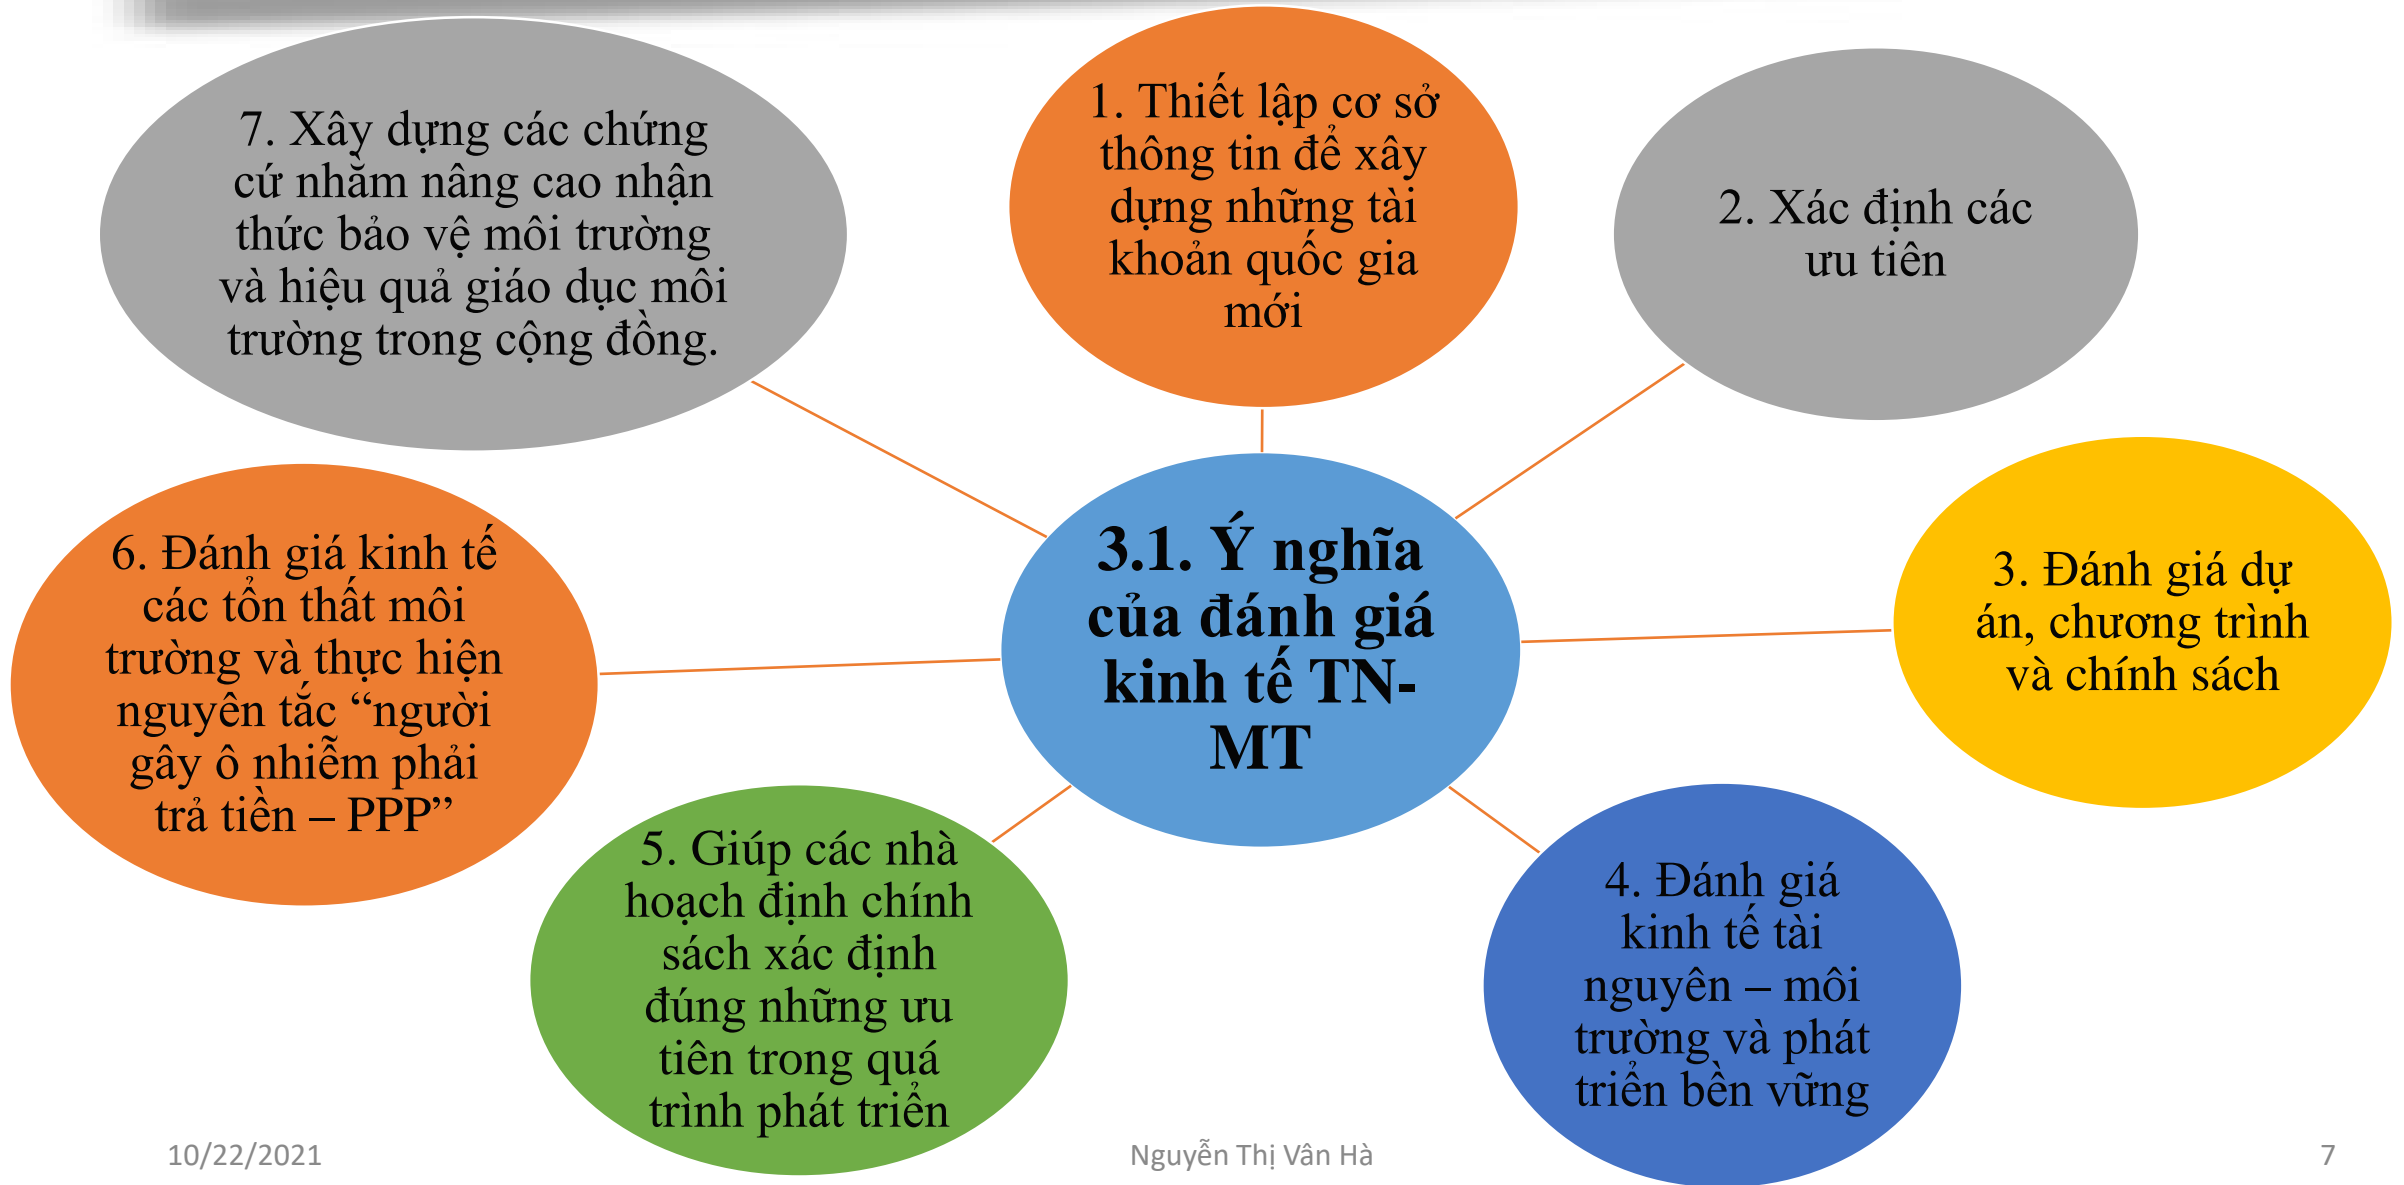 3.1. Ý nghĩa
của đánh giá
kinh tế TN-
MT
1. Thiết lập cơ sở
thông tin để xây
dựng những tài
khoản quốc gia
mới
2. Xác định các
ưu tiên
3. Đánh giá dự
án, chương trình
và chính sách
4. Đánh giá
kinh tế tài
nguyên – môi
trường và phát
triển bền vững
5. Giúp các nhà
hoạch định chính
sách xác định
đúng những ưu
tiên trong quá
trình phát triển
6. Đánh giá kinh tế
các tổn thất môi
trường và thực hiện
nguyên tắc “người
gây ô nhiễm phải
trả tiền – PPP”
7. Xây dựng các chứng
cứ nhằm nâng cao nhận
thức bảo vệ môi trường
và hiệu quả giáo dục môi
trường trong cộng đồng.
10/22/2021
Nguyễn Thị Vân Hà
7